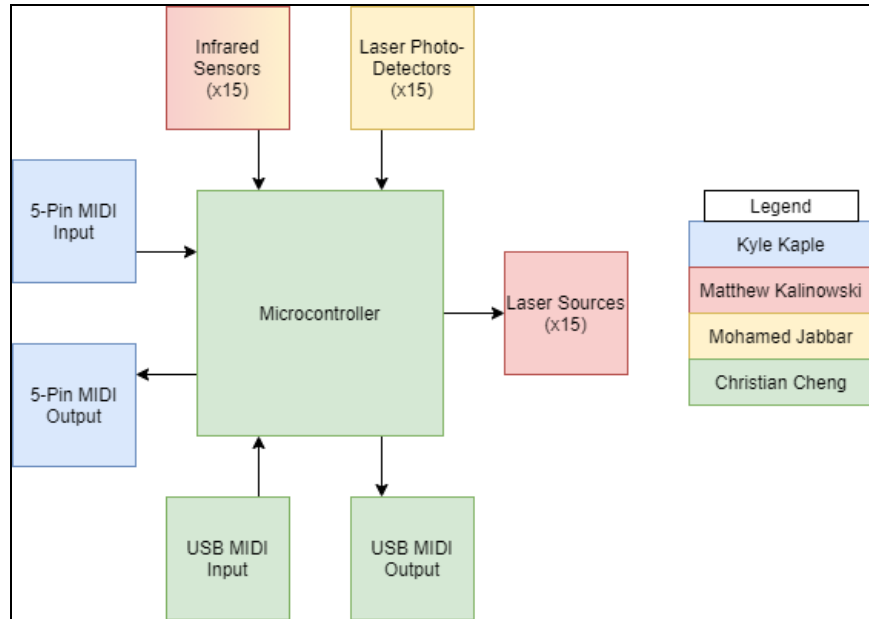 Infrared
Sensors
(x15)
Laser Photo-
Detectors
(x15)
5-Pin MIDI
Input
Microcontroller
Laser Sources
(x15)
5-Pin MIDI
Output
USB MIDI
Input
USB MIDI
Output
Legend
Kyle Kaple
Matthew Kalinowski
Mohamed Jabbar
Christian Cheng